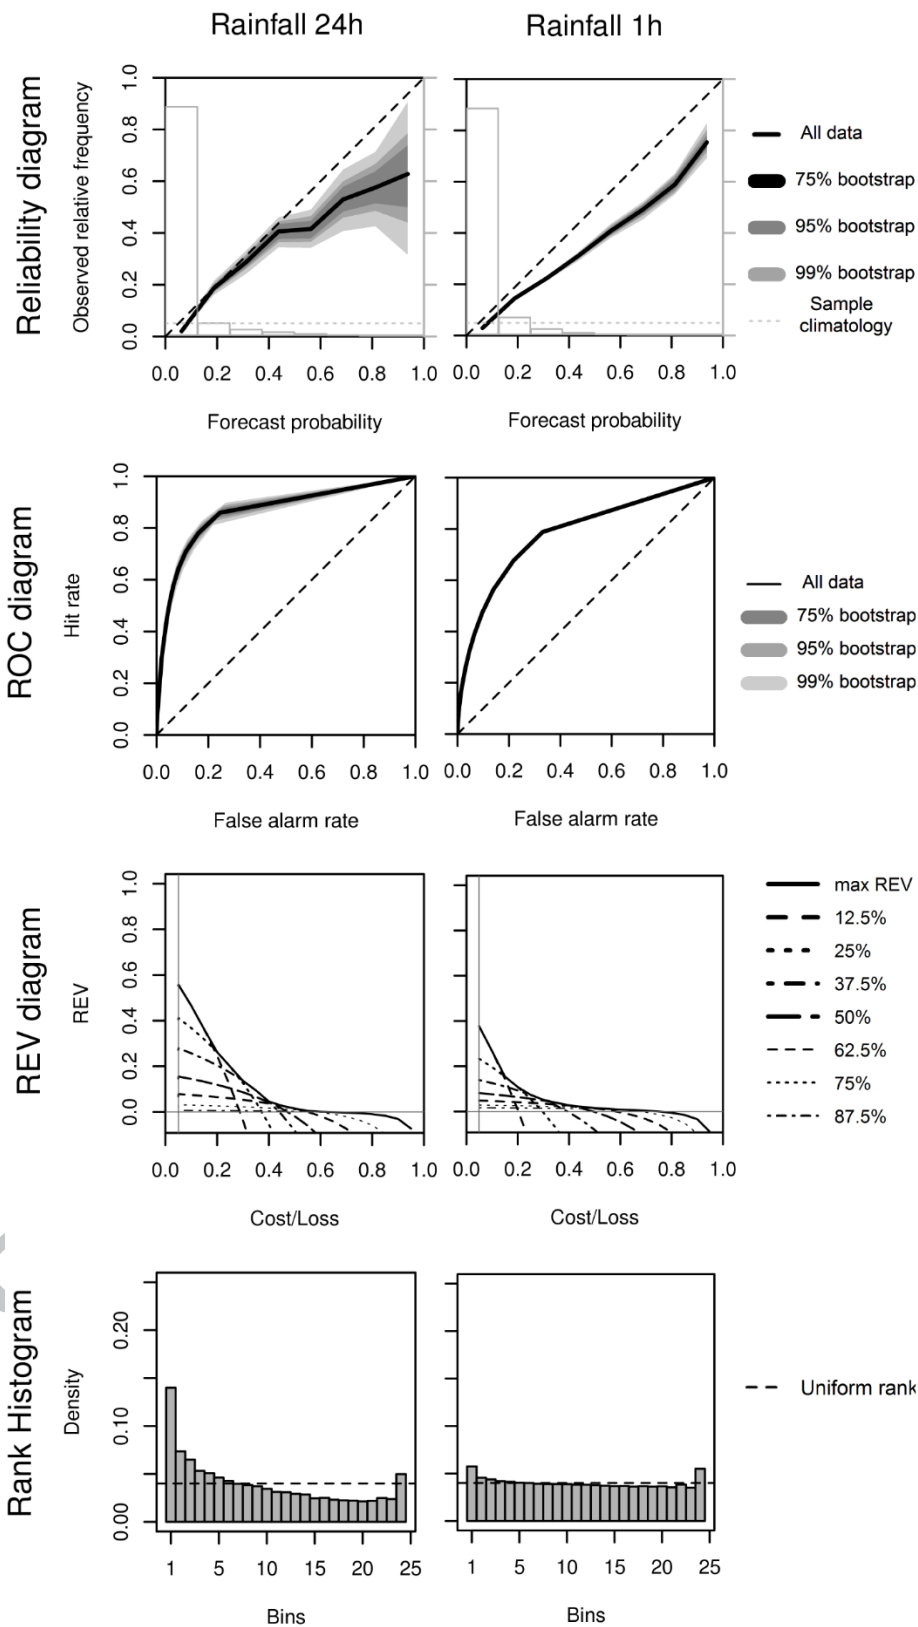 Rainfall 24h
Rainfall 1h
Reliability diagram
Observed relative frequency
1.0
0.8
0.6
0.4
0.2
0.0
0.0 0.2 0.4 0.6 0.8 1.0
0.0 0.2 0.4 0.6 0.8 1.0
Forecast probability
Forecast probability
All data
75% bootstrap
95% bootstrap
99% bootstrap
Sample
climatology
ROC diagram
Hit rate
1.0
0.8
0.6
0.4
0.2
0.0
0.0 0.2 0.4 0.6 0.8 1.0
0.0 0.2 0.4 0.6 0.8 1.0
False alarm rate
False alarm rate
All data
75% bootstrap
95% bootstrap
99% bootstrap
REV diagram
REV
1.0
0.8
0.6
0.4
0.2
0.0
0.0 0.2 0.4 0.6 0.8 1.0
0.0 0.2 0.4 0.6 0.8 1.0
Cost/Loss
Cost/Loss
max REV
12.5%
25%
37.5%
50%
62.5%
75%
87.5%
Rank Histogram
Density
0.20
0.10
0.00
1 5 10 15 20 25
1 5 10 15 20 25
Bins
Bins
Uniform rank